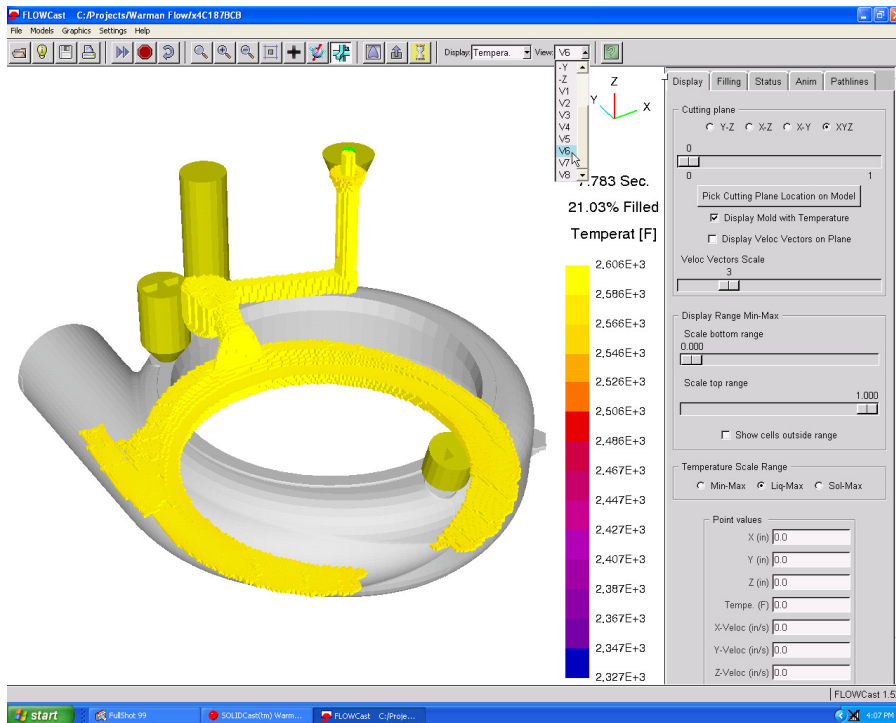 FLOWCast C:/Projects/Warman Flow/x4C187BCB
File Models Graphics Settings Help
Display: Tempera. View: V6
-Y
-Z
V1
V2
V3
V4
V5
V6
V7
V8
Z
Y
X
7.783 Sec.
21.03% Filled
Temperat [F]
2,606E+3
2,586E+3
2,566E+3
2,546E+3
2,526E+3
2,506E+3
2,486E+3
2,467E+3
2,447E+3
2,427E+3
2,407E+3
2,387E+3
2,367E+3
2,347E+3
2,327E+3
Display Filling Status Anim Pathlines
Cutting plane
Y-Z X-Z X-Y XYZ
0
0 1
Pick Cutting Plane Location on Model
Display Mold with Temperature
Display Veloc Vectors on Plane
Veloc Vectors Scale
3
Display Range Min-Max
Scale bottom range
0.000
Scale top range
1.000
Show cells outside range
Temperature Scale Range
Min-Max Liq-Max Sol-Max
Point values
X (in) 0.0
Y (in) 0.0
Z (in) 0.0
Tempe. (F) 0.0
X-Veloc (in/s) 0.0
Y-Veloc (in/s) 0.0
Z-Veloc (in/s) 0.0
FLOWCast 1.5
start FullShot 99 SOLIDCast(tm) Warm... FLOWCast C:/Proje... 4:07 PM